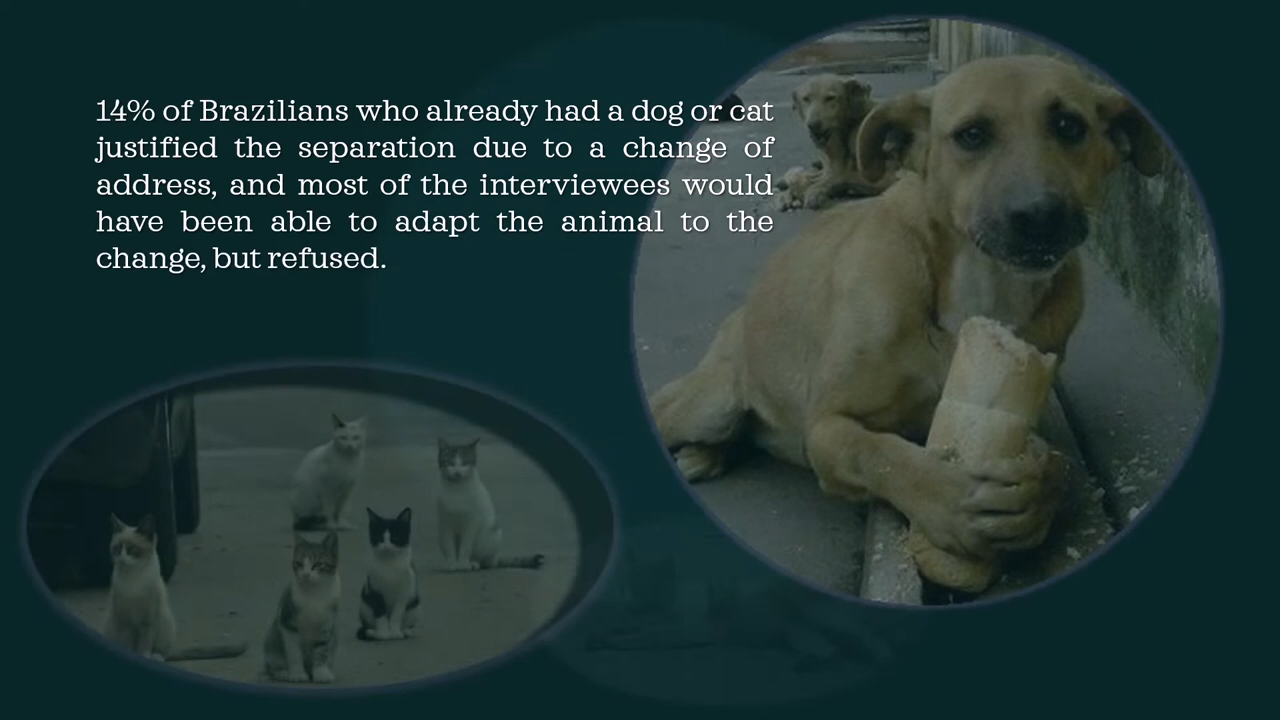 14% of Brazilians who already had a dog or cat
justified the separation due to a change of
address, and most of the interviewees would
have been able to adapt the animal to the
change, but refused.